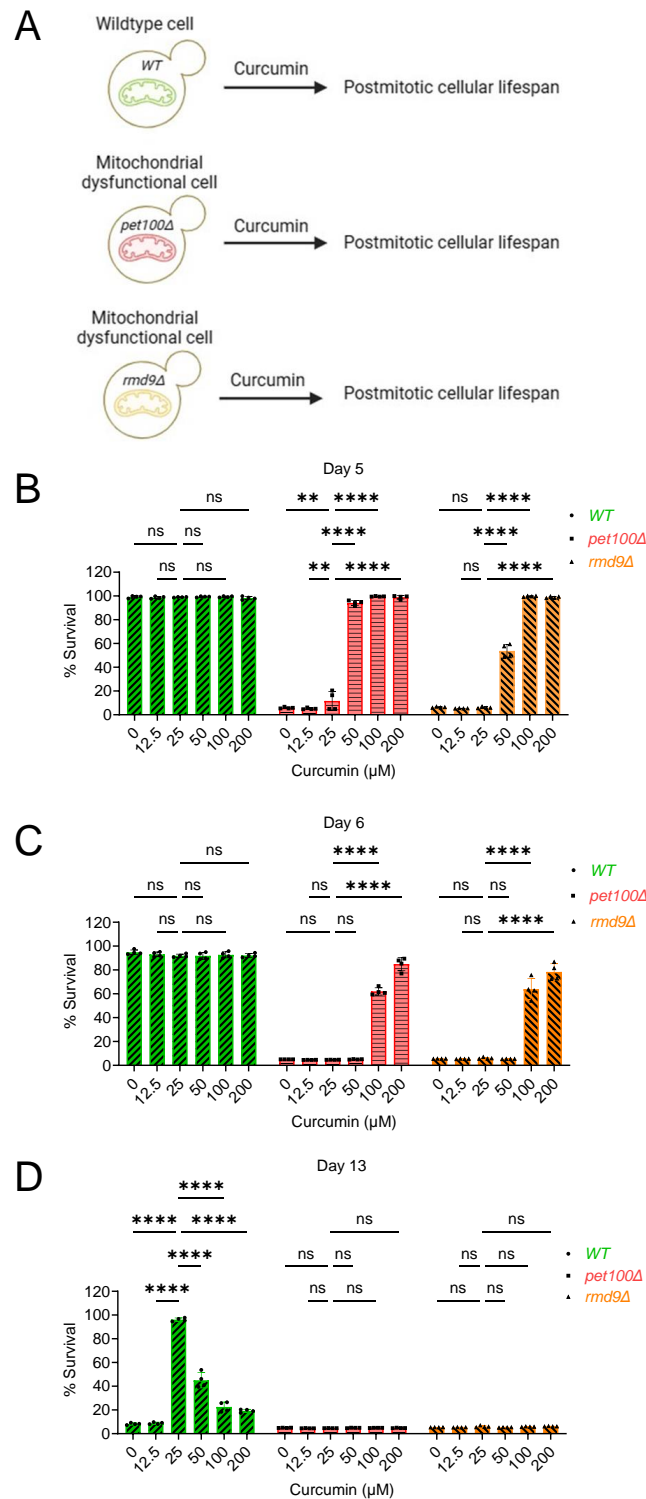 A
Wildtype cell
WT
Curcumin
Postmitotic cellular lifespan
Mitochondrial
dysfunctional cell
pet100Δ
Curcumin
Postmitotic cellular lifespan
Mitochondrial
dysfunctional cell
rmd9Δ
Curcumin
Postmitotic cellular lifespan
B
Day 5
ns ** **** ns ****
WT
pet100Δ
rmd9Δ
ns ns **** ****
ns ns ** **** ns ****
120
100
80
60
40
20
0
% Survival
0 12.5 25 50 100 200 0 12.5 25 50 100 200 0 12.5 25 50 100 200
Curcumin (µM)
C
Day 6
ns **** ****
WT
pet100Δ
rmd9Δ
ns ns ns **** ns ns
ns ns ns ns ns ****
120
100
80
60
40
20
0
% Survival
0 12.5 25 50 100 200 0 12.5 25 50 100 200 0 12.5 25 50 100 200
Curcumin (µM)
D
Day 13
****
**** **** ns ns
WT
pet100Δ
rmd9Δ
**** ns ns ns ns
**** ns ns ns ns
120
100
80
60
40
20
0
% Survival
0 12.5 25 50 100 200 0 12.5 25 50 100 200 0 12.5 25 50 100 200
Curcumin (µM)